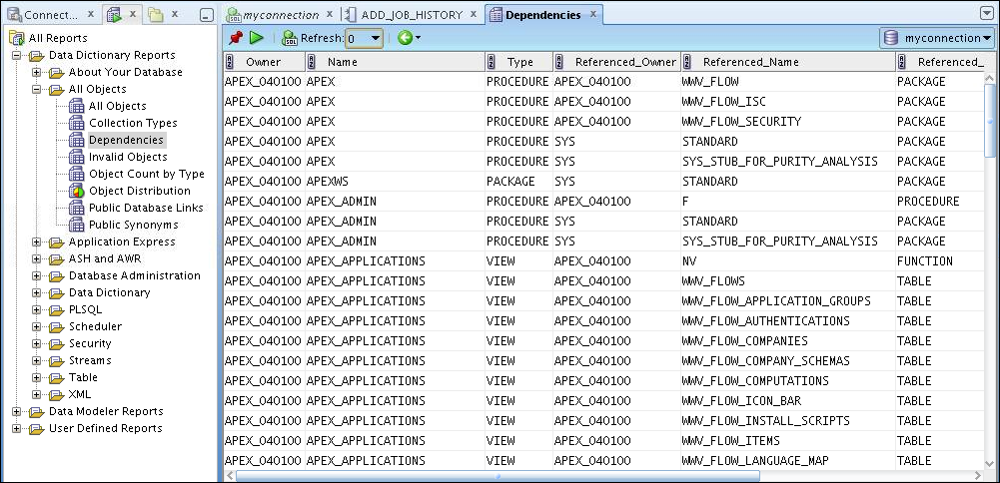 Connect...
myconnection
ADD_JOB_HISTORY
Dependencies
All Reports
Data Dictionary Reports
About Your Database
All Objects
All Objects
Collection Types
Dependencies
Invalid Objects
Object Count by Type
Object Distribution
Public Database Links
Public Synonyms
Application Express
ASH and AWR
Database Administration
Data Dictionary
PLSQL
Scheduler
Security
Streams
Table
XML
Data Modeler Reports
User Defined Reports
Refresh: 0 myconnection
Owner Name Type Referenced_Owner Referenced_Name Referenced_
APEX_040100 APEX PROCEDURE APEX_040100 WWV_FLOW PACKAGE
APEX_040100 APEX PROCEDURE APEX_040100 WWV_FLOW_ISC PACKAGE
APEX_040100 APEX PROCEDURE APEX_040100 WWV_FLOW_SECURITY PACKAGE
APEX_040100 APEX PROCEDURE SYS STANDARD PACKAGE
APEX_040100 APEX PROCEDURE SYS SYS_STUB_FOR_PURITY_ANALYSIS PACKAGE
APEX_040100 APEXWS PACKAGE SYS STANDARD PACKAGE
APEX_040100 APEX_ADMIN PROCEDURE APEX_040100 F PROCEDURE
APEX_040100 APEX_ADMIN PROCEDURE SYS STANDARD PACKAGE
APEX_040100 APEX_ADMIN PROCEDURE SYS SYS_STUB_FOR_PURITY_ANALYSIS PACKAGE
APEX_040100 APEX_APPLICATIONS VIEW APEX_040100 NV FUNCTION
APEX_040100 APEX_APPLICATIONS VIEW APEX_040100 WWV_FLOWS TABLE
APEX_040100 APEX_APPLICATIONS VIEW APEX_040100 WWV_FLOW_APPLICATION_GROUPS TABLE
APEX_040100 APEX_APPLICATIONS VIEW APEX_040100 WWV_FLOW_AUTHENTICATIONS TABLE
APEX_040100 APEX_APPLICATIONS VIEW APEX_040100 WWV_FLOW_COMPANIES TABLE
APEX_040100 APEX_APPLICATIONS VIEW APEX_040100 WWV_FLOW_COMPANY_SCHEMAS TABLE
APEX_040100 APEX_APPLICATIONS VIEW APEX_040100 WWV_FLOW_COMPUTATIONS TABLE
APEX_040100 APEX_APPLICATIONS VIEW APEX_040100 WWV_FLOW_ICON_BAR TABLE
APEX_040100 APEX_APPLICATIONS VIEW APEX_040100 WWV_FLOW_INSTALL_SCRIPTS TABLE
APEX_040100 APEX_APPLICATIONS VIEW APEX_040100 WWV_FLOW_ITEMS TABLE
APEX_040100 APEX_APPLICATIONS VIEW APEX_040100 WWV_FLOW_LANGUAGE_MAP TABLE